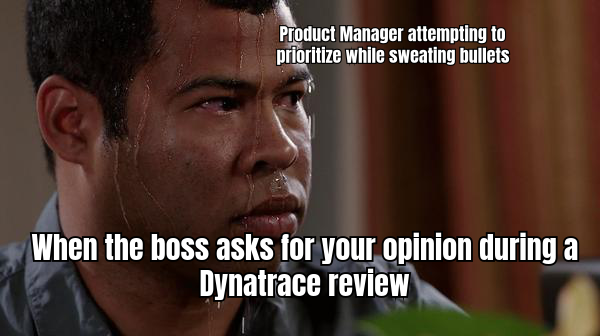 Product Manager attempting to
prioritize while sweating bullets
When the boss asks for your opinion during a
Dynatrace review